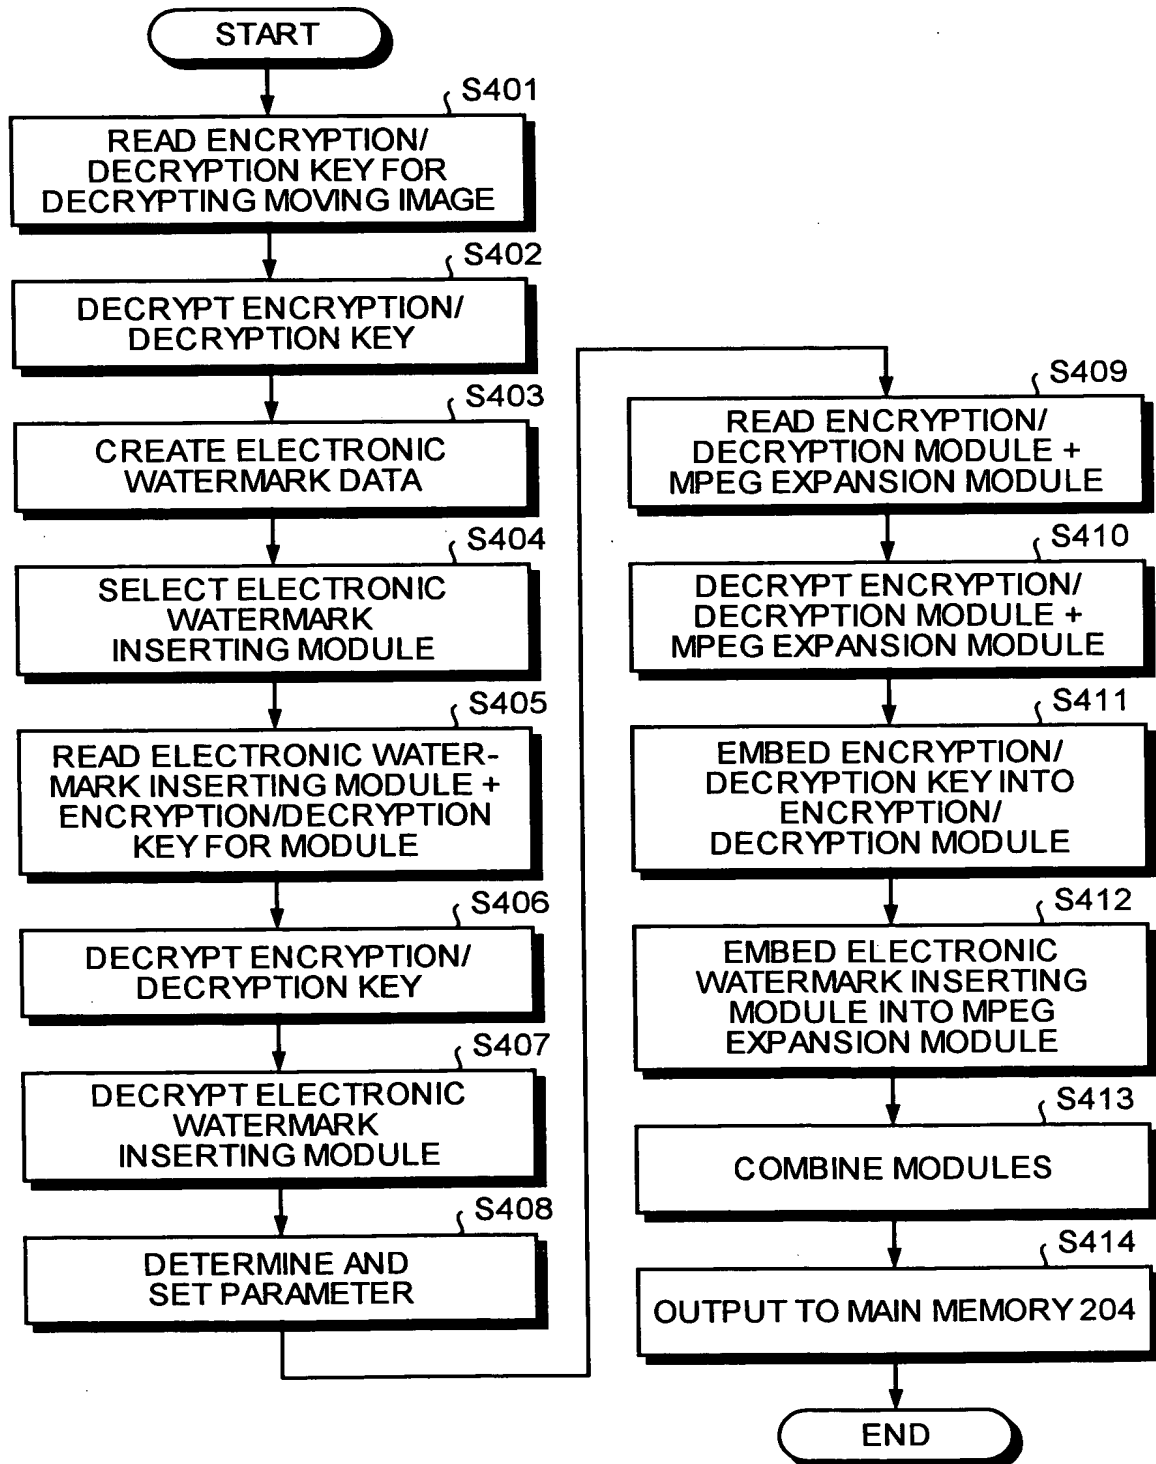 START
S401
READ ENCRYPTION/
DECRYPTION KEY FOR
DECRYPTING MOVING IMAGE
S402
DECRYPT ENCRYPTION/
DECRYPTION KEY
S403
CREATE ELECTRONIC
WATERMARK DATA
S404
SELECT ELECTRONIC
WATERMARK
INSERTING MODULE
S405
READ ELECTRONIC WATER-
MARK INSERTING MODULE +
ENCRYPTION/DECRYPTION
KEY FOR MODULE
S406
DECRYPT ENCRYPTION/
DECRYPTION KEY
S407
DECRYPT ELECTRONIC
WATERMARK
INSERTING MODULE
S408
DETERMINE AND
SET PARAMETER
S409
READ ENCRYPTION/
DECRYPTION MODULE +
MPEG EXPANSION MODULE
S410
DECRYPT ENCRYPTION/
DECRYPTION MODULE +
MPEG EXPANSION MODULE
S411
EMBED ENCRYPTION/
DECRYPTION KEY INTO
ENCRYPTION/
DECRYPTION MODULE
S412
EMBED ELECTRONIC
WATERMARK INSERTING
MODULE INTO MPEG
EXPANSION MODULE
S413
COMBINE MODULES
S414
OUTPUT TO MAIN MEMORY 204
END